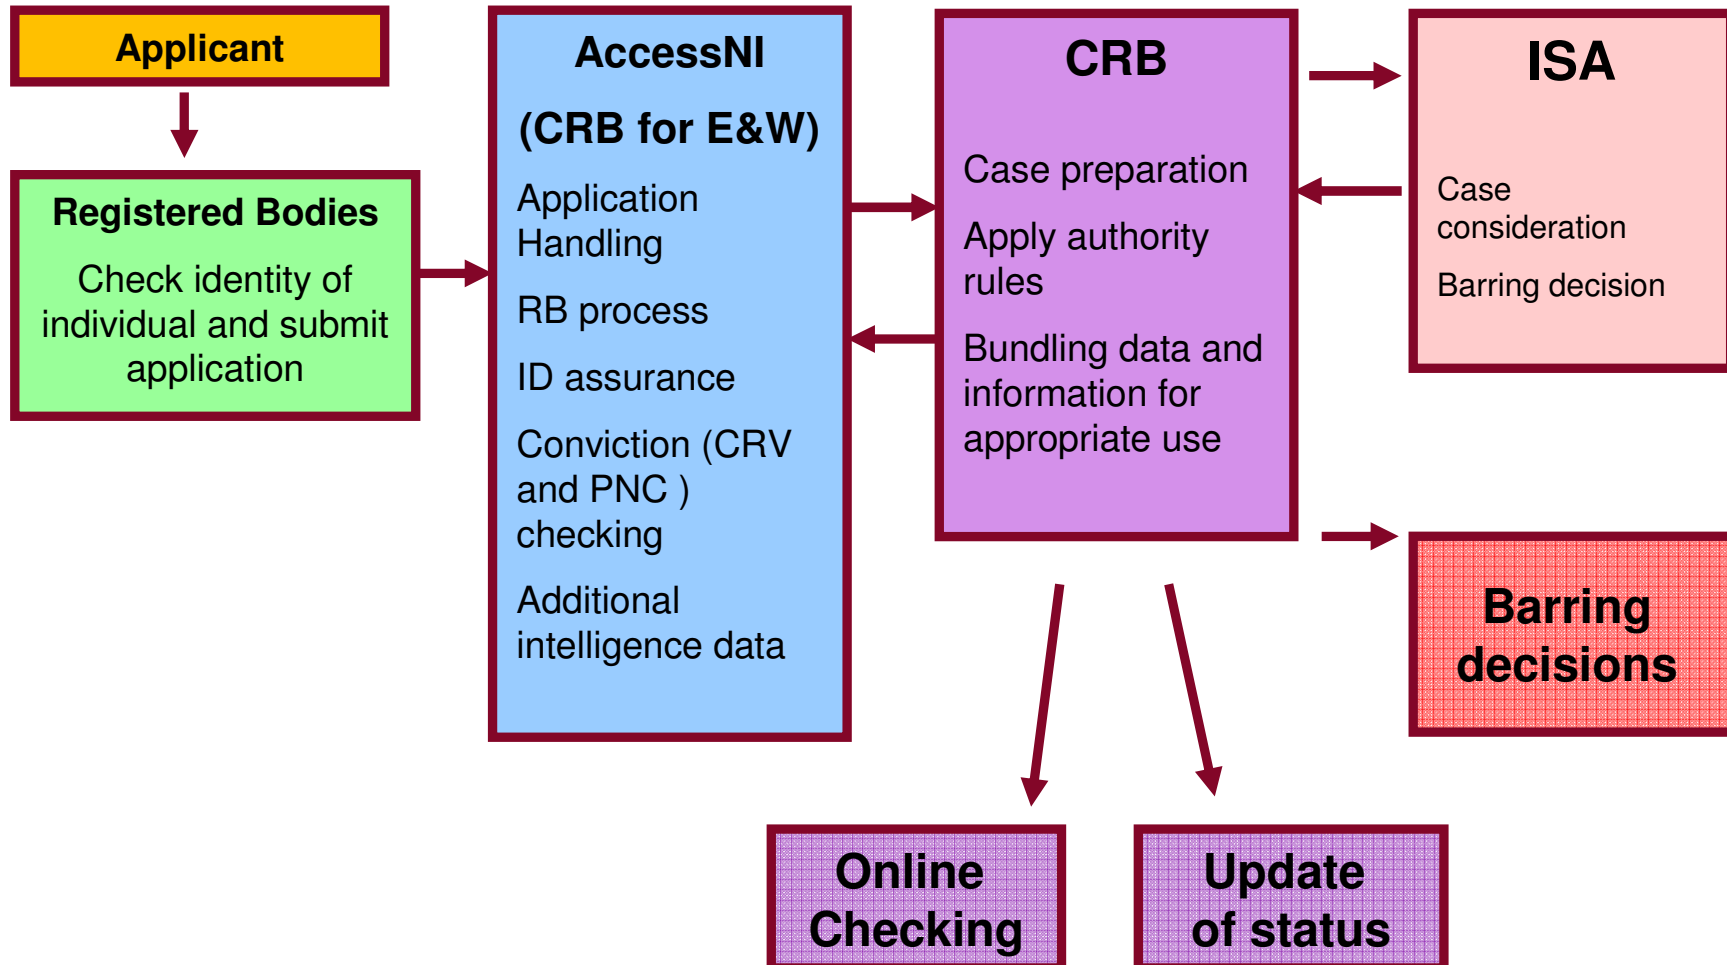 Applicant
Registered Bodies
Check identity of
individual and submit
application
AccessNI
(CRB for E&W)
Application
Handling
RB process
ID assurance
Conviction (CRV
and PNC )
checking
Additional
intelligence data
CRB
Case preparation
Apply authority
rules
Bundling data and
information for
appropriate use
ISA
Case
consideration
Barring decision
Barring
decisions
Online
Checking
Update
of status